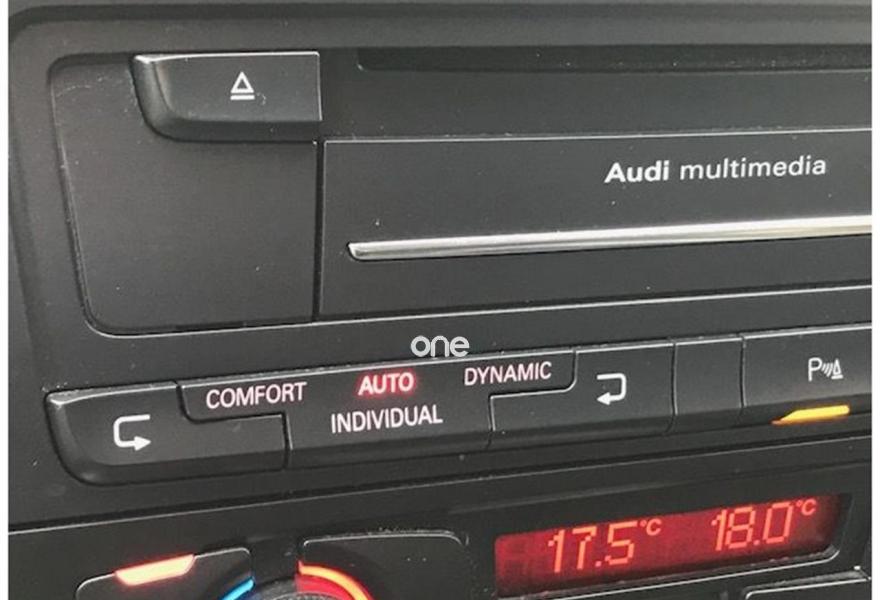 Audi multimedia
one
COMFORT AUTO DYNAMIC
INDIVIDUAL
P
17.5°C 18.0°C